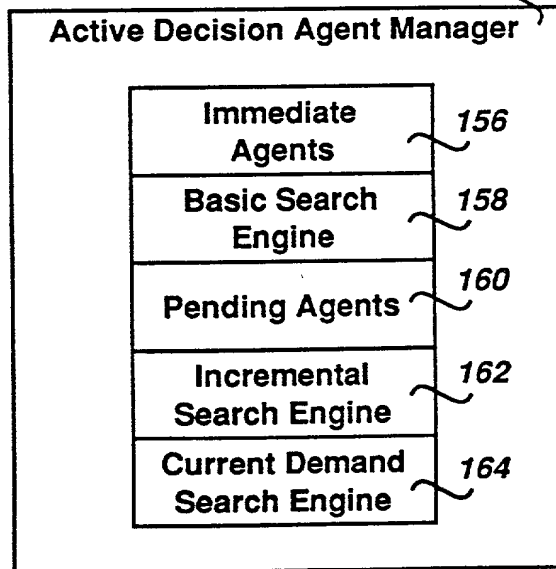 Active Decision Agent Manager
Immediate
Agents
156
Basic Search
Engine
158
Pending Agents
160
Incremental
Search Engine
162
Current Demand
Search Engine
164